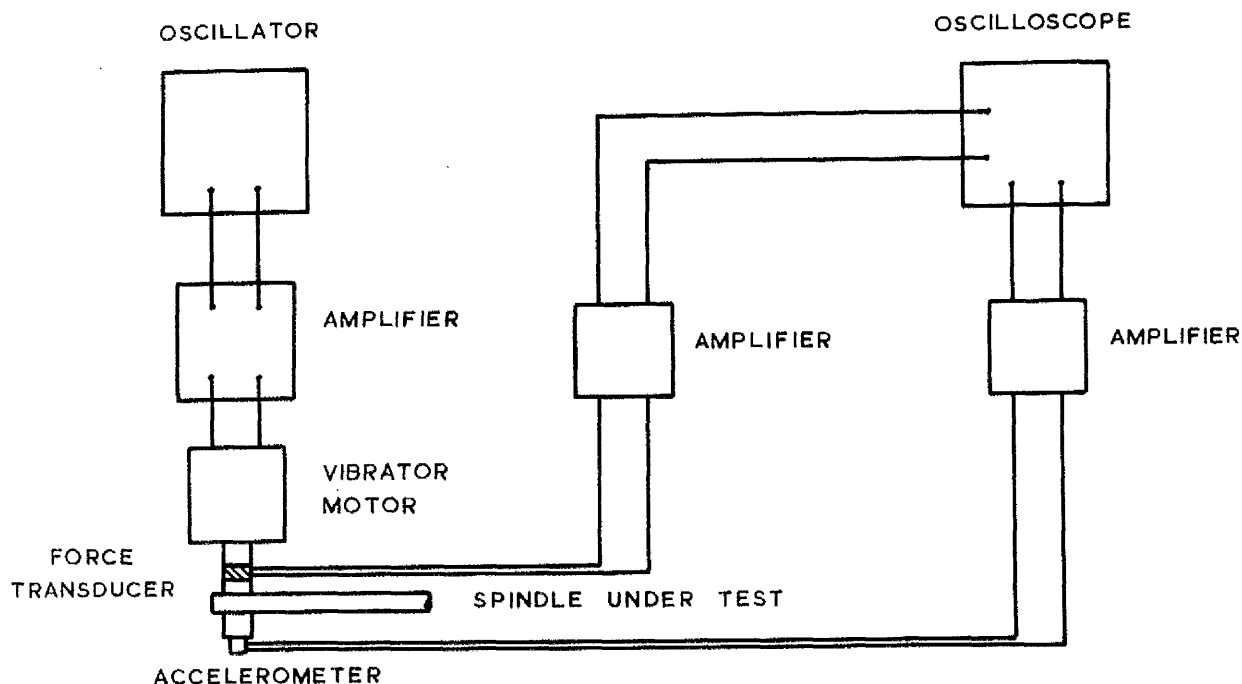 OSCILLATOR
OSCILLOSCOPE
AMPLIFIER
AMPLIFIER
AMPLIFIER
VIBRATOR
MOTOR
FORCE
TRANSDUCER
SPINDLE UNDER TEST
ACCELEROMETER